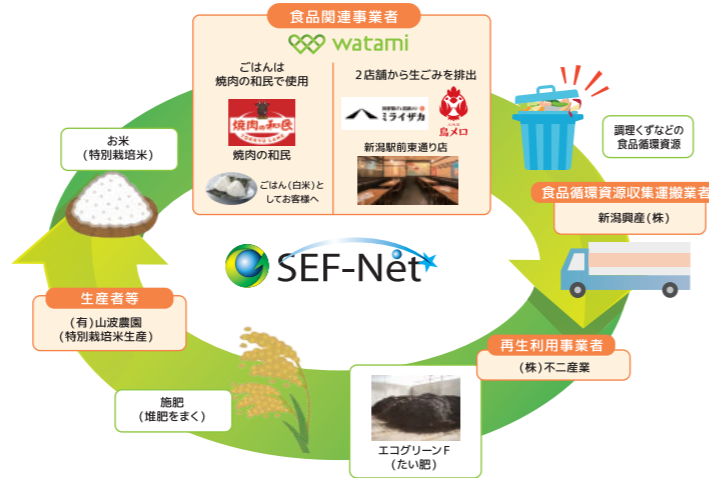 食品関連事業者
watami
ごはんは
焼肉の和民で使用
焼肉の和民
焼肉の和民
ごはん(白米)と
してお客様へ
2店舗から生ごみを排出
ミライザカ
鳥メロ
新潟駅前東通り店
調理くずなどの
食品循環資源
食品循環資源収集運搬業者
新潟興産(株)
再生利用事業者
(株)不二産業
エコグリーンF
(たい肥)
施肥
(堆肥をまく)
生産者等
(有)山波農園
(特別栽培米生産)
お米
(特別栽培米)
SEF-Net